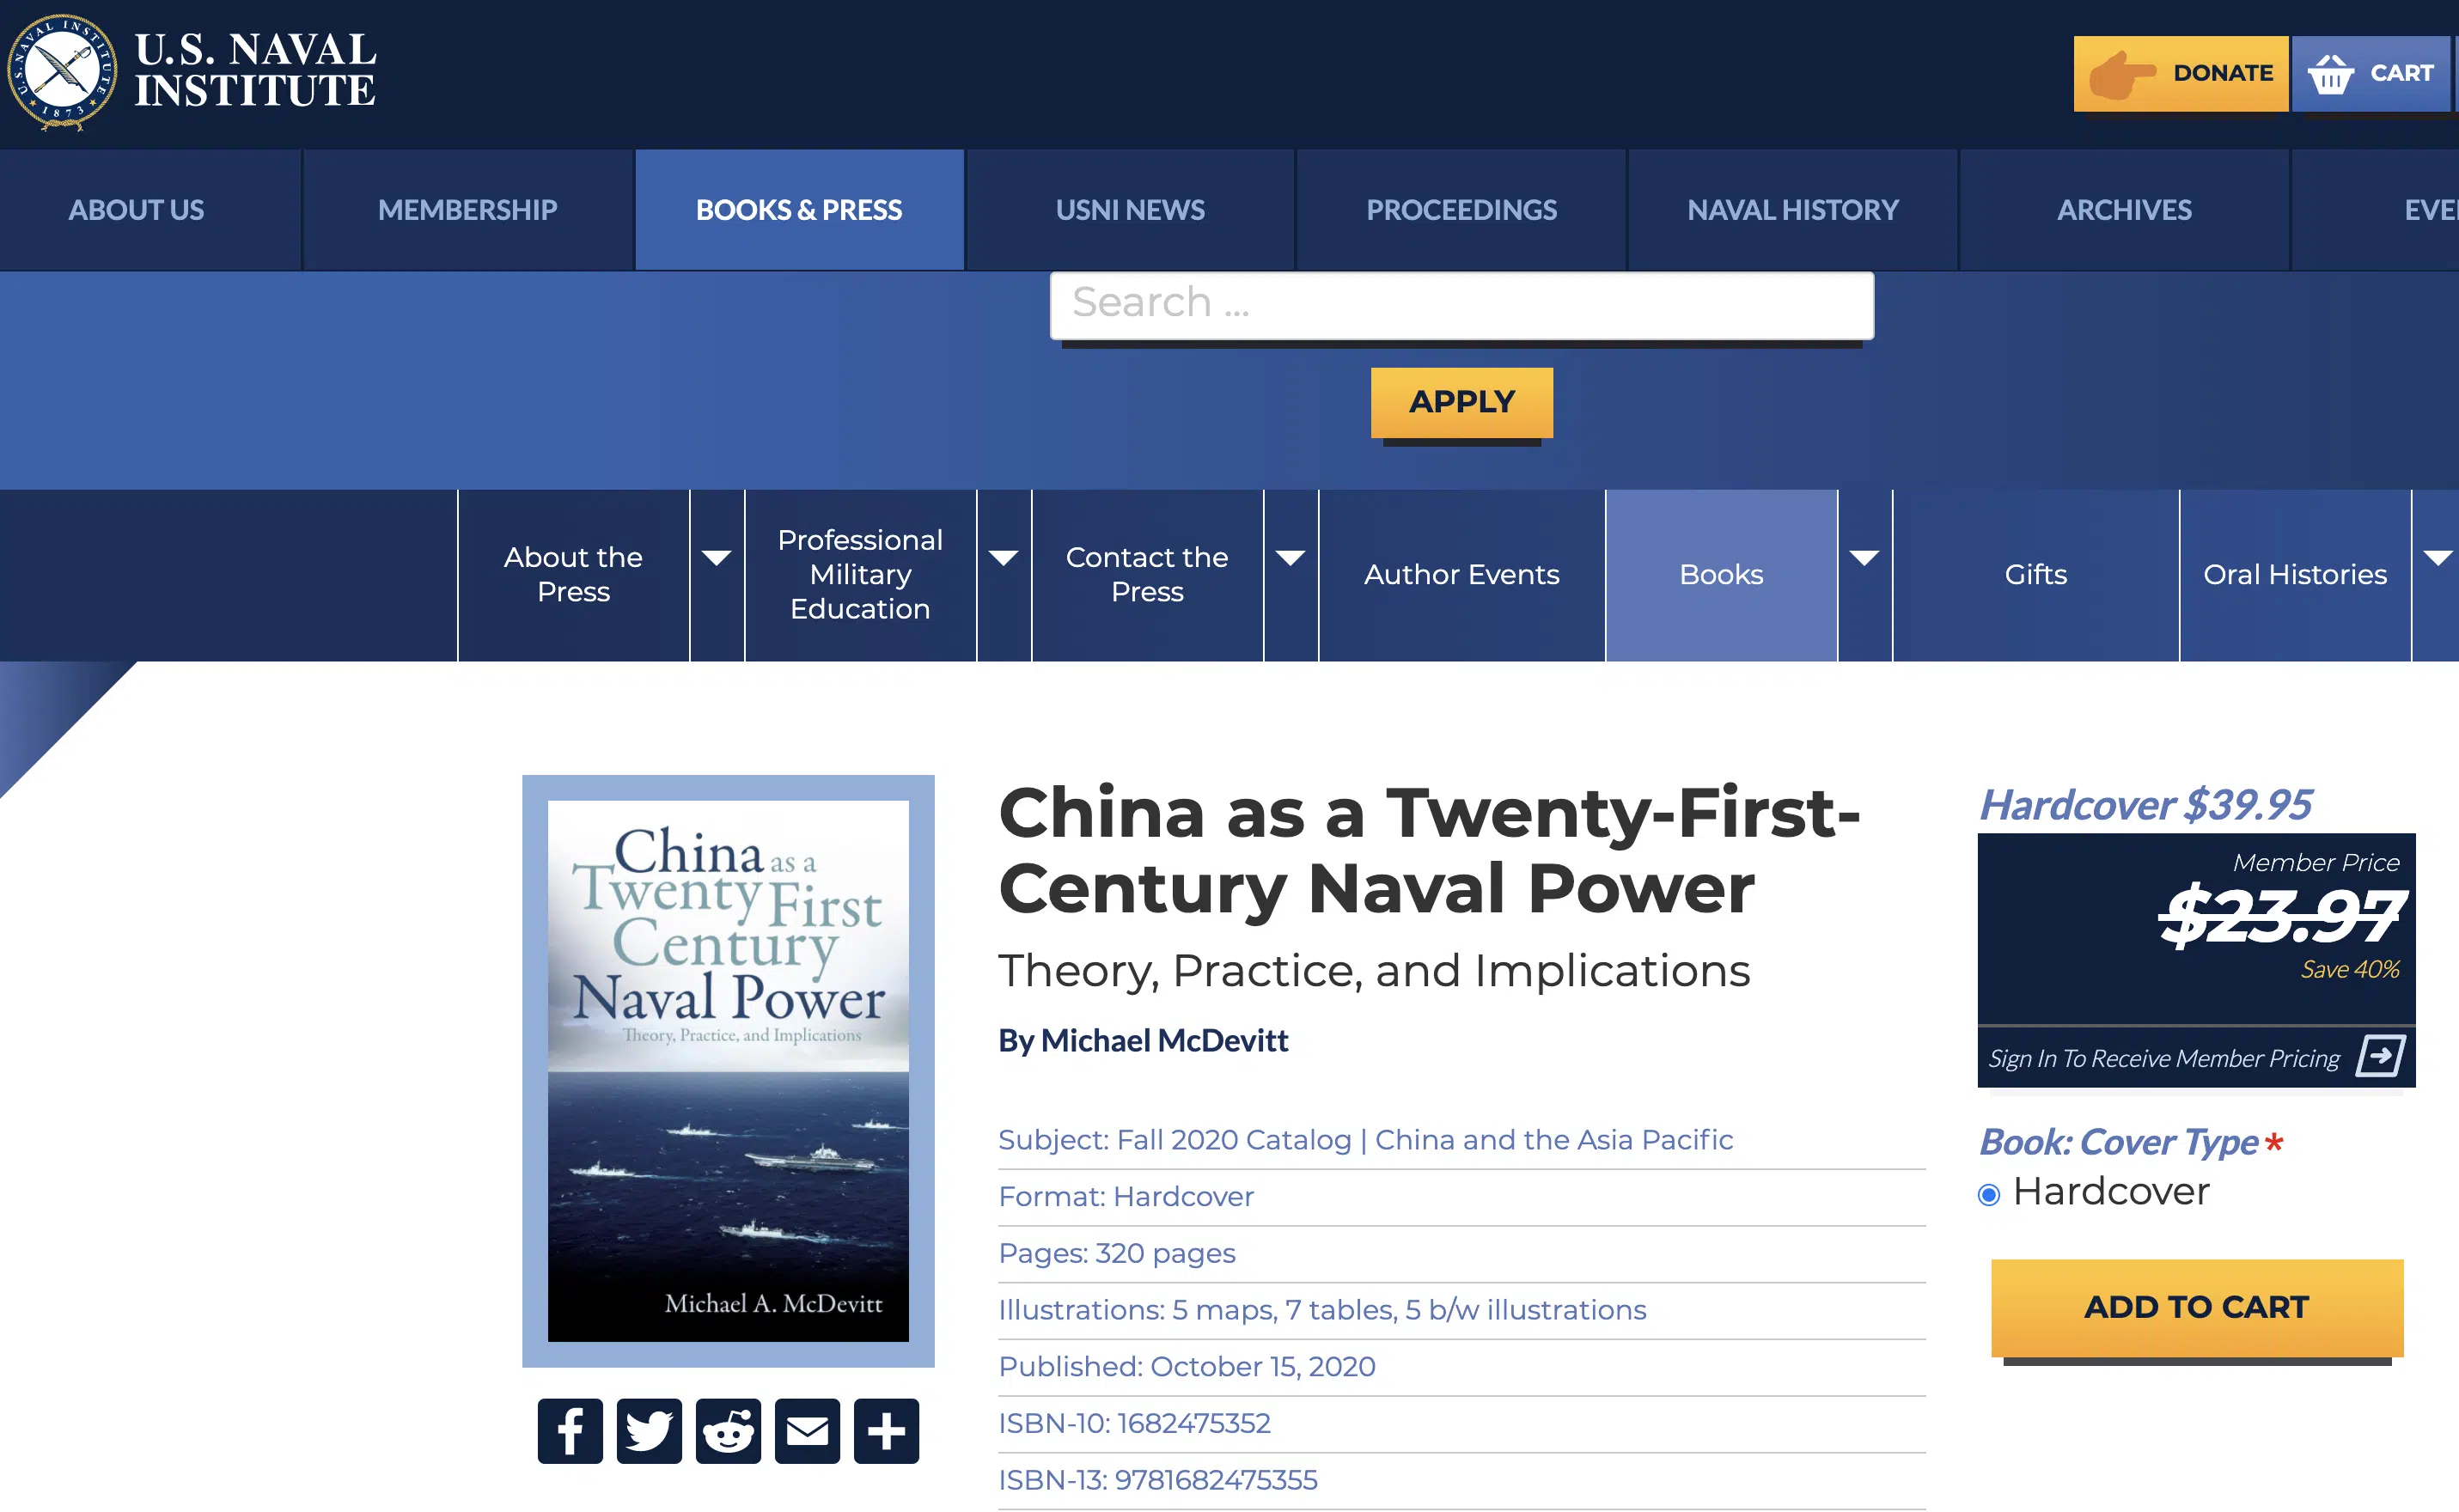 U.S. NAVAL INSTITUTE
1873
U.S. NAVAL
INSTITUTE
DONATE
CART
ABOUT US
MEMBERSHIP
BOOKS & PRESS
USNI NEWS
PROCEEDINGS
NAVAL HISTORY
ARCHIVES
EVE
Search ...
APPLY
About the
Press
Professional
Military
Education
Contact the
Press
Author Events
Books
Gifts
Oral Histories
China as a
Twenty First
Century
Naval Power
Theory, Practice, and Implications
Michael A. McDevitt
China as a Twenty-First-
Century Naval Power
Theory, Practice, and Implications
By Michael McDevitt
Subject: Fall 2020 Catalog | China and the Asia Pacific
Format: Hardcover
Pages: 320 pages
Illustrations: 5 maps, 7 tables, 5 b/w illustrations
Published: October 15, 2020
ISBN-10: 1682475352
ISBN-13: 9781682475355
Hardcover $39.95
Member Price
$23.97
Save 40%
Sign In To Receive Member Pricing
Book: Cover Type *
Hardcover
ADD TO CART